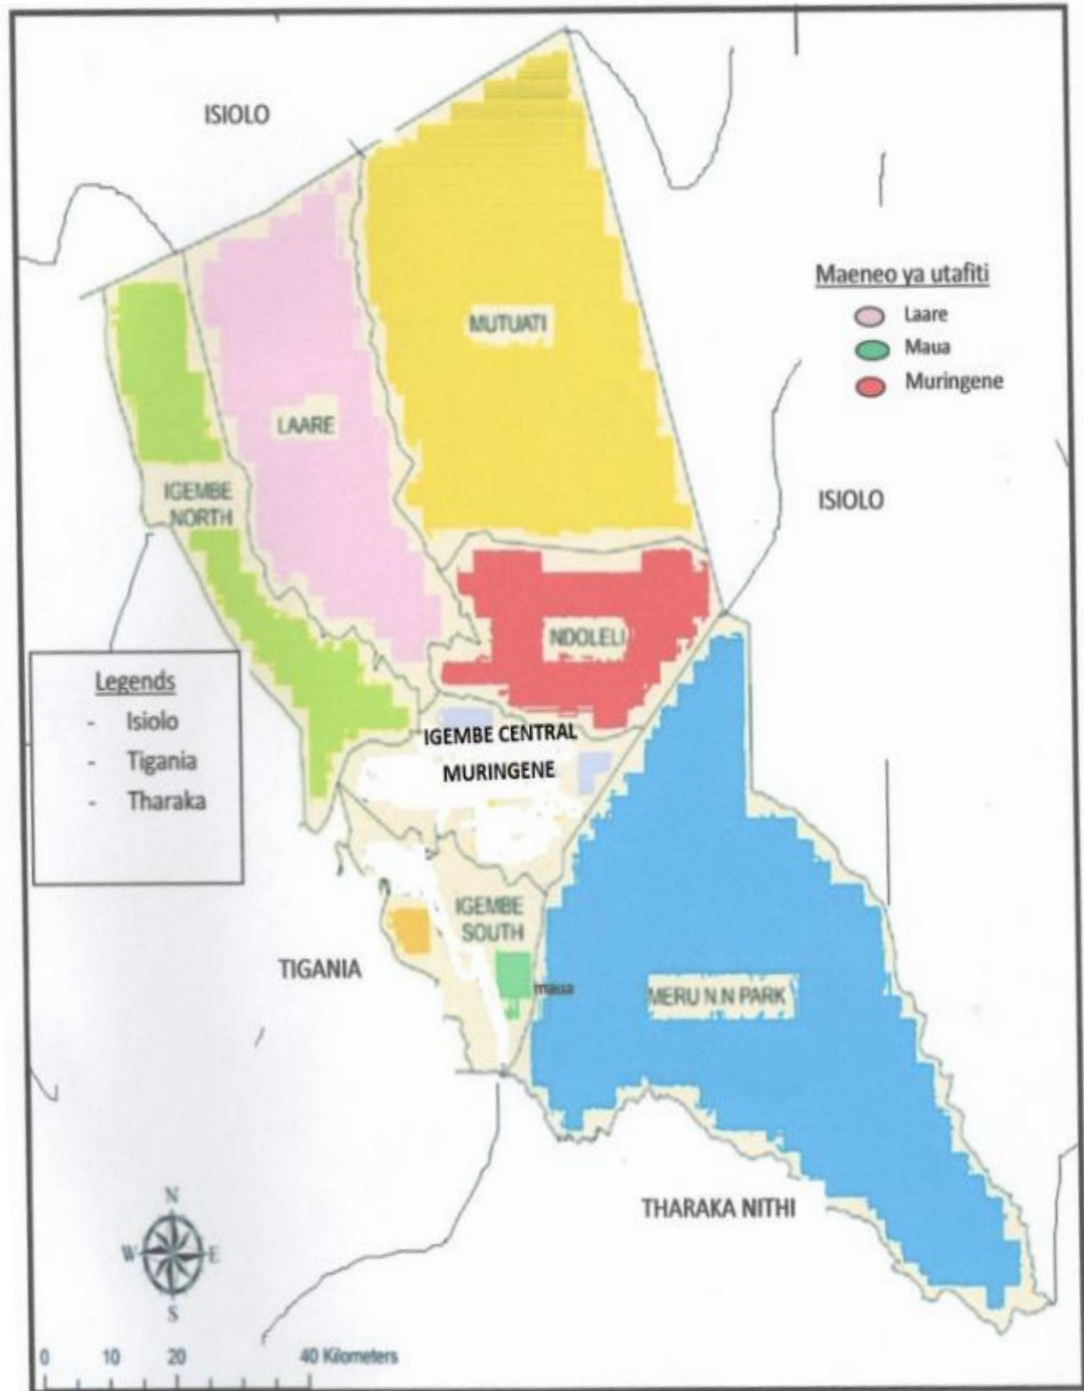 ISIOLO
MUTUATI
Maeneo ya utafiti
Laare
Maua
Muringene
LAARE
IGEMBE
NORTH
ISIOLO
NDOLELI
Legends
- Isiolo
- Tigania
- Tharaka
IGEMBE CENTRAL
MURINGENE
IGEMBE
SOUTH
TIGANIA
maua
MERU N.N PARK
THARAKA NITHI
N
W E
S
0 10 20 40 Kilometers